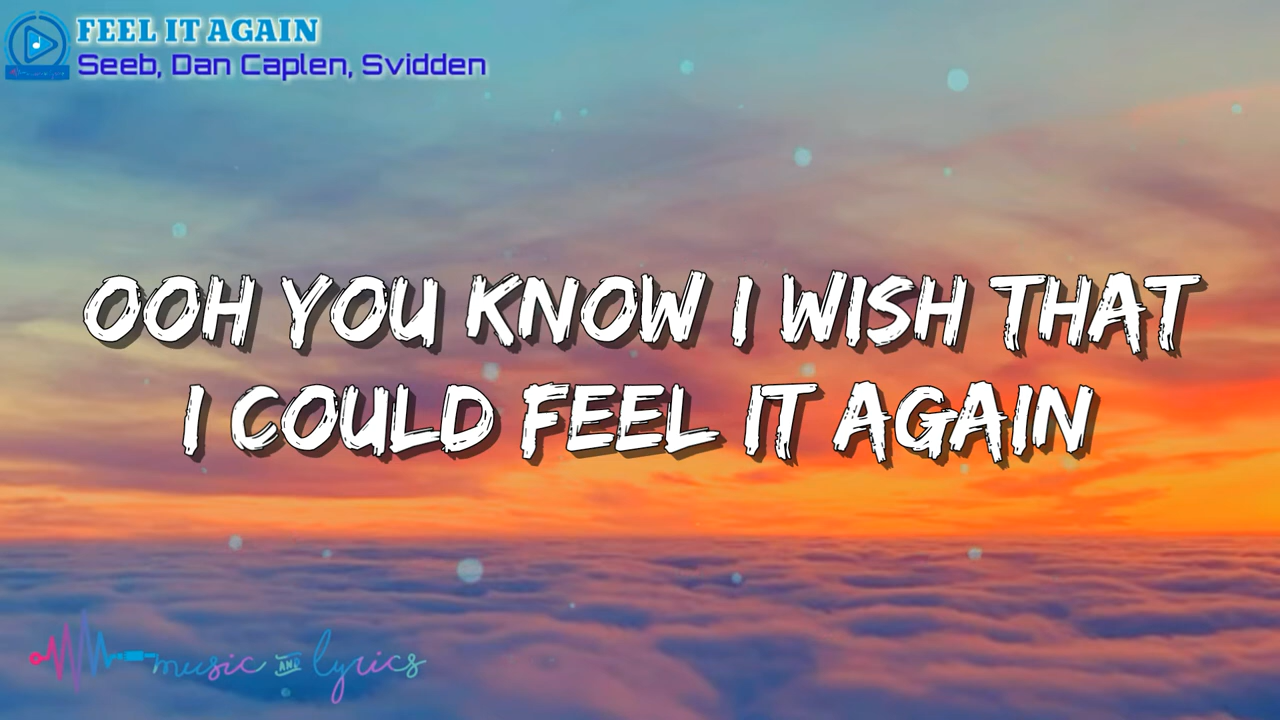 FEEL IT AGAIN
Seeb, Dan Caplen, Svidden
OOH YOU KNOW I WISH THAT
I COULD FEEL IT AGAIN
music AND lyrics